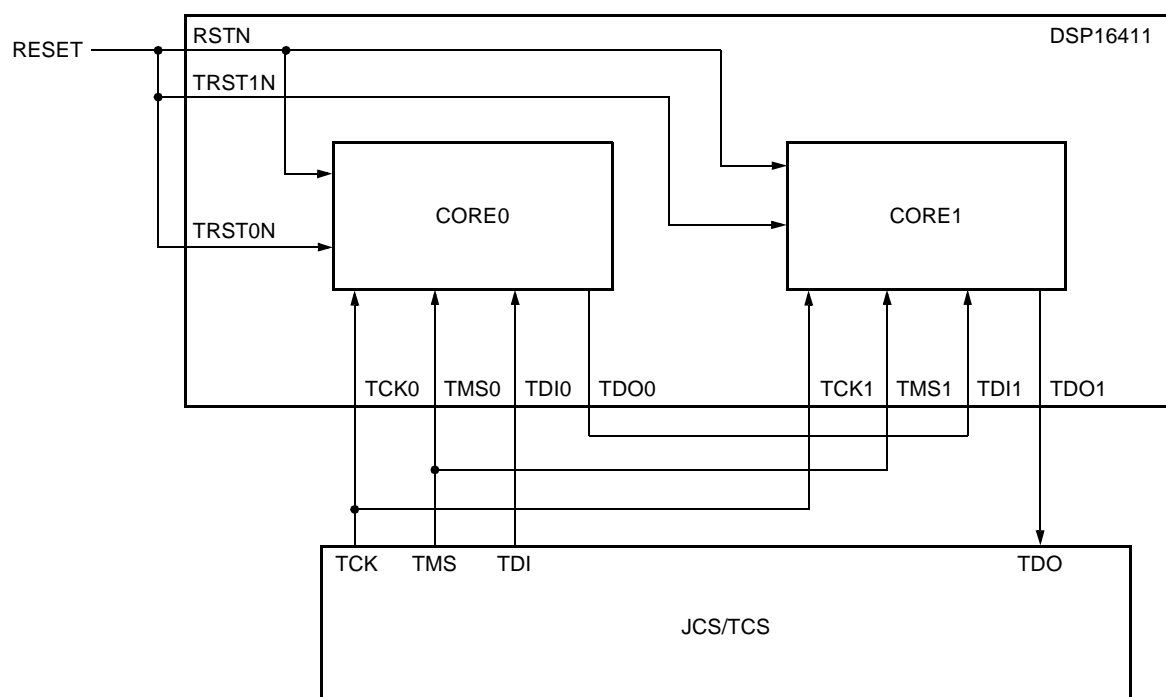 RSTN
DSP16411
RESET
TRST1N
CORE0
CORE1
TRST0N
TCK0 TMS0 TDI0 TDO0 TCK1 TMS1 TDI1 TDO1
TCK TMS TDI TDO
JCS/TCS